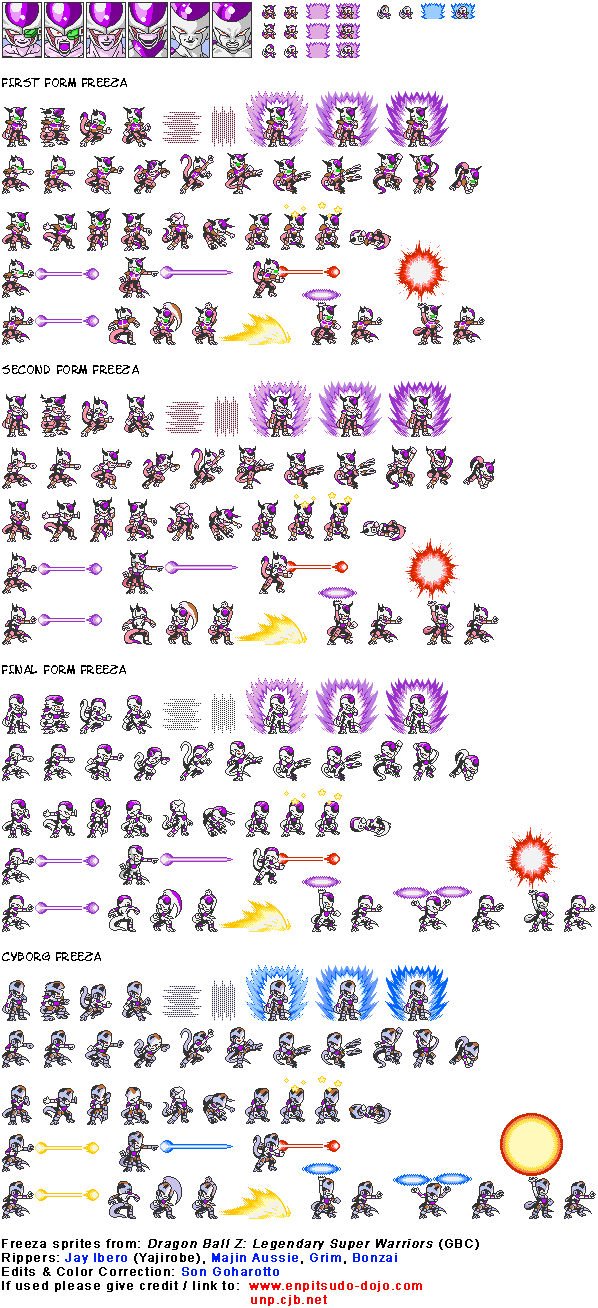 FIRST FORM FREEZA
SECOND FORM FREEZA
FINAL FORM FREEZA
CYBORG FREEZA
Freeza sprites from: Dragon Ball Z: Legendary Super Warriors (GBC)
Rippers: Jay Ibero (Yajirobe), Majin Aussie, Grim, Bonzai
Edits & Color Correction: Son Goharotto
If used please give credit / link to: www.enpitsudo-dojo.com
unp.cjb.net